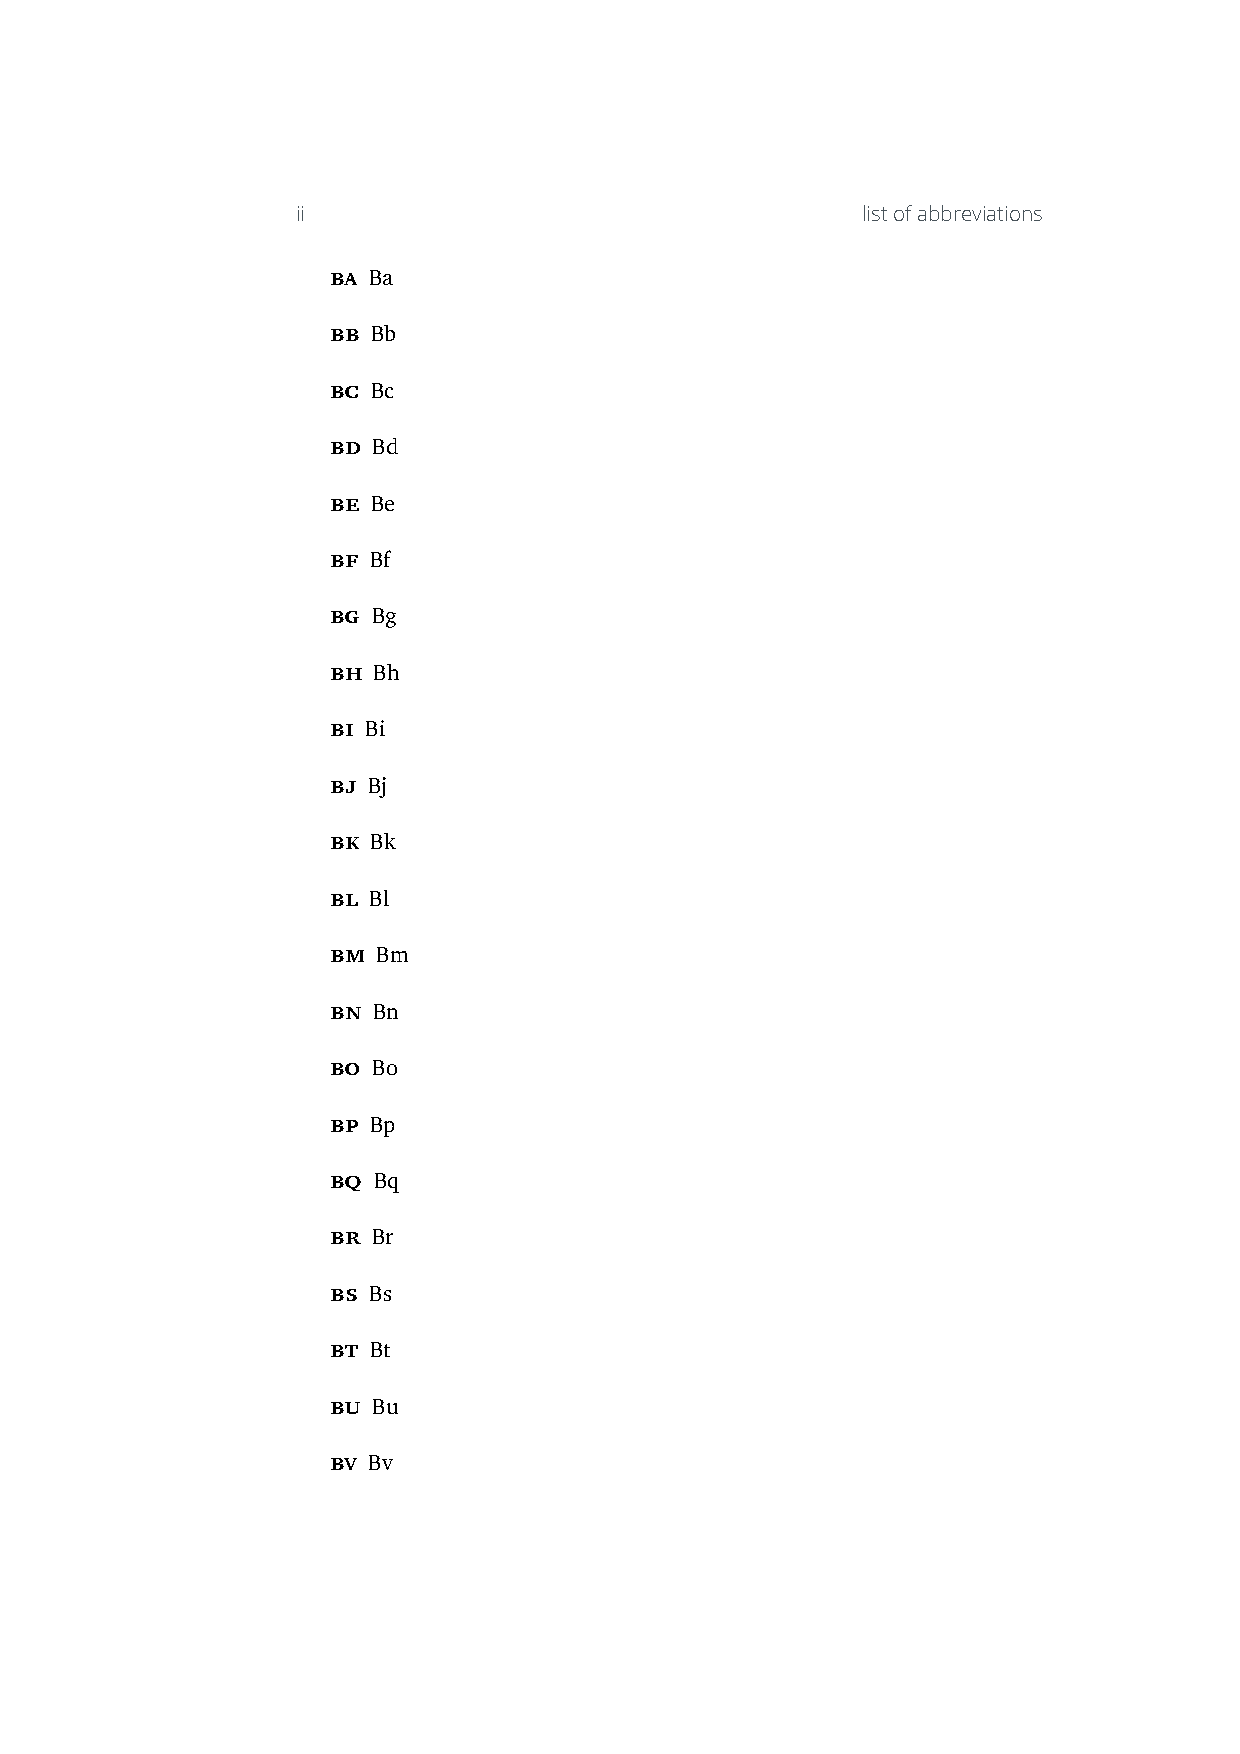 ii list of abbreviations
BA Ba
BB Bb
BC Bc
BD Bd
BE Be
BF Bf
BG Bg
BH Bh
BI Bi
BJ Bj
BK Bk
BL Bl
BM Bm
BN Bn
BO Bo
BP Bp
BQ Bq
BR Br
BS Bs
BT Bt
BU Bu
BV Bv